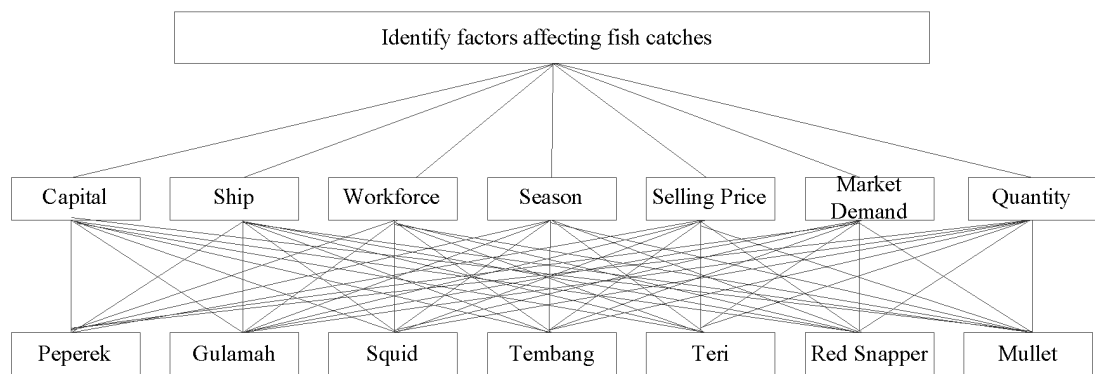 Identify factors affecting fish catches
Capital
Ship
Workforce
Season
Selling Price
Market
Demand
Quantity
Peperek
Gulamah
Squid
Tembang
Teri
Red Snapper
Mullet